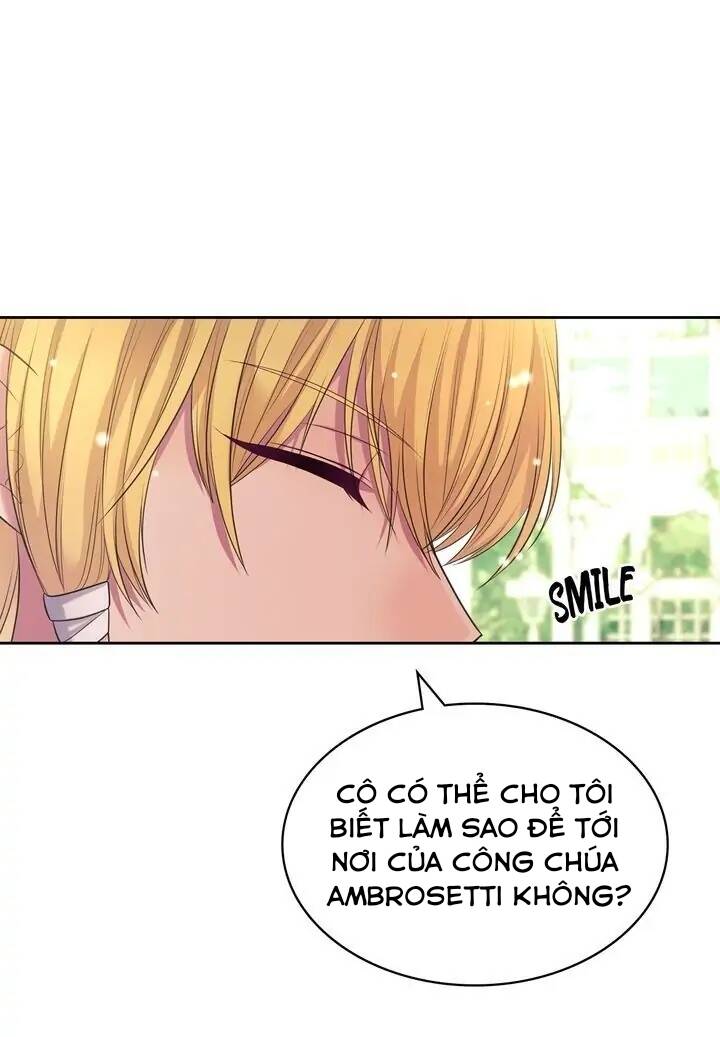 SMILE
CÔ CÓ THỂ CHO TÔI
BIẾT LÀM SAO ĐỂ TỚI
NƠI CỦA CÔNG CHÚA
AMBROSETTI KHÔNG?